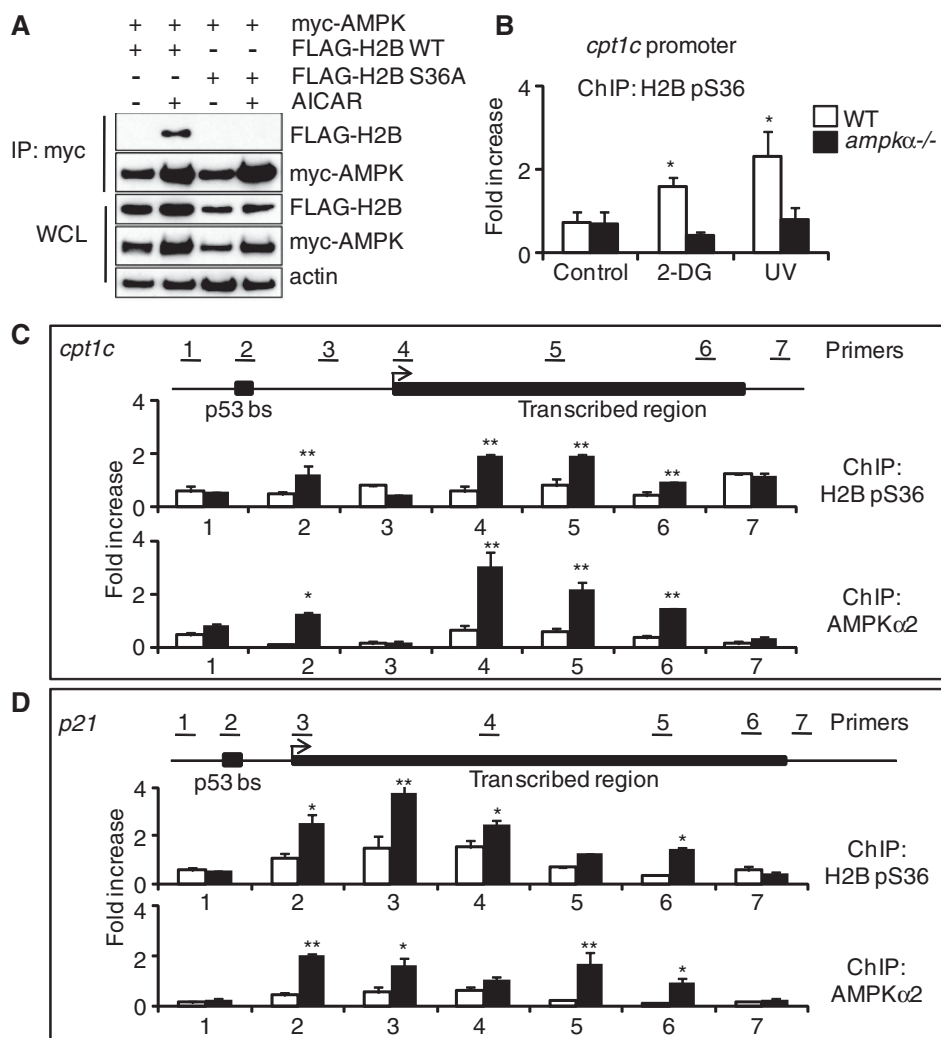 A
+ + + + myc-AMPK
+ + - - FLAG-H2B WT
- - + + FLAG-H2B S36A
- + - + AICAR
IP: myc
FLAG-H2B
myc-AMPK
WCL
FLAG-H2B
myc-AMPK
actin
B
cpt1c promoter
ChIP: H2B pS36
WT
ampkα-/-
Fold increase
4
2
0
* *
Control 2-DG UV
C
cpt1c 1 2 3 4 5 6 7 Primers
p53 bs Transcribed region
Fold increase
4
2
0
** ** ** **
1 2 3 4 5 6 7
ChIP:
H2B pS36
4
2
0
* ** ** **
1 2 3 4 5 6 7
ChIP:
AMPKα2
D
p21 1 2 3 4 5 6 7 Primers
p53 bs Transcribed region
Fold increase
4
2
0
* ** * *
1 2 3 4 5 6 7
ChIP:
H2B pS36
4
2
0
** * ** *
1 2 3 4 5 6 7
ChIP:
AMPKα2